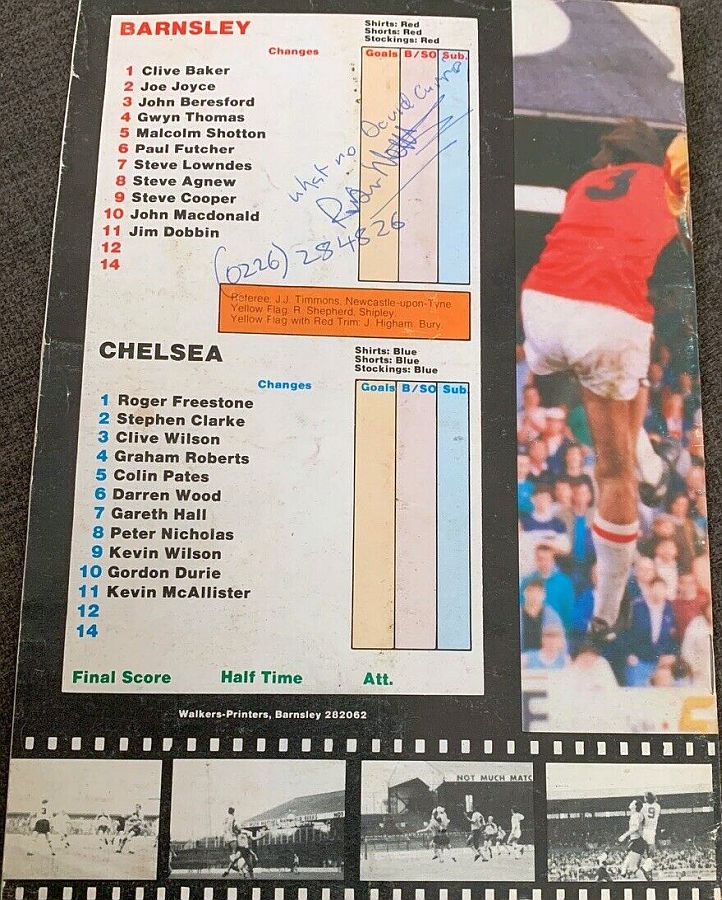 BARNSLEY
Shirts: Red
Shorts: Red
Stockings: Red
Changes
Goals B/SO Sub.
1 Clive Baker
2 Joe Joyce
3 John Beresford
4 Gwyn Thomas
5 Malcolm Shotton
6 Paul Futcher
7 Steve Lowndes
8 Steve Agnew
9 Steve Cooper
10 John Macdonald
11 Jim Dobbin
12
14
what no David Currie
(0226) 284826
Referee: J.J. Timmons, Newcastle-upon-Tyne
Yellow Flag: R. Shepherd, Shipley.
Yellow Flag with Red Trim: J. Higham, Bury.
CHELSEA
Shirts: Blue
Shorts: Blue
Stockings: Blue
Changes
Goals B/SO Sub.
1 Roger Freestone
2 Stephen Clarke
3 Clive Wilson
4 Graham Roberts
5 Colin Pates
6 Darren Wood
7 Gareth Hall
8 Peter Nicholas
9 Kevin Wilson
10 Gordon Durie
11 Kevin McAllister
12
14
Final Score Half Time Att.
Walkers-Printers, Barnsley 282062
3
NOT MUCH MATC
9